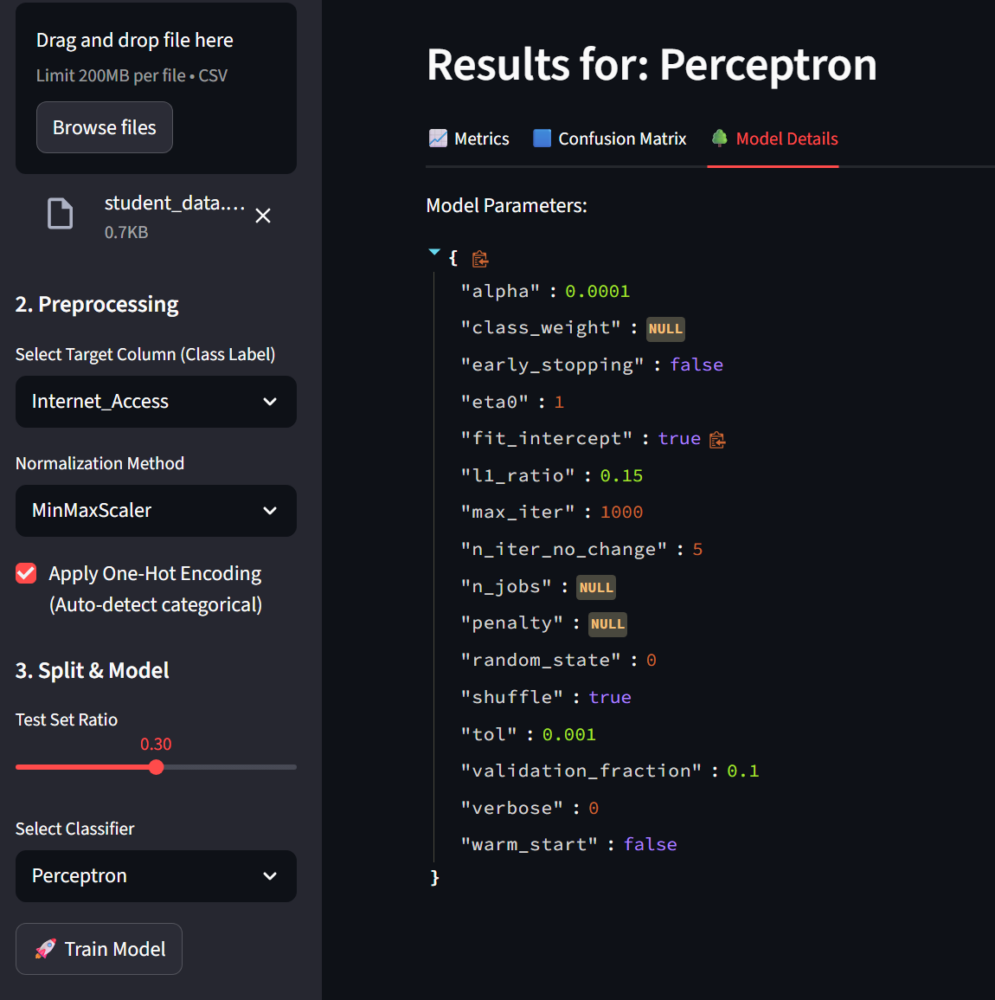 Drag and drop file here
Limit 200MB per file • CSV
Browse files
student_data....
0.7KB
2. Preprocessing
Select Target Column (Class Label)
Internet_Access
Normalization Method
MinMaxScaler
Apply One-Hot Encoding
(Auto-detect categorical)
3. Split & Model
Test Set Ratio
0.30
Select Classifier
Perceptron
🚀 Train Model
Results for: Perceptron
📈 Metrics 🟦 Confusion Matrix 🌳 Model Details
Model Parameters:
{
"alpha" : 0.0001
"class_weight" : NULL
"early_stopping" : false
"eta0" : 1
"fit_intercept" : true
"l1_ratio" : 0.15
"max_iter" : 1000
"n_iter_no_change" : 5
"n_jobs" : NULL
"penalty" : NULL
"random_state" : 0
"shuffle" : true
"tol" : 0.001
"validation_fraction" : 0.1
"verbose" : 0
"warm_start" : false
}